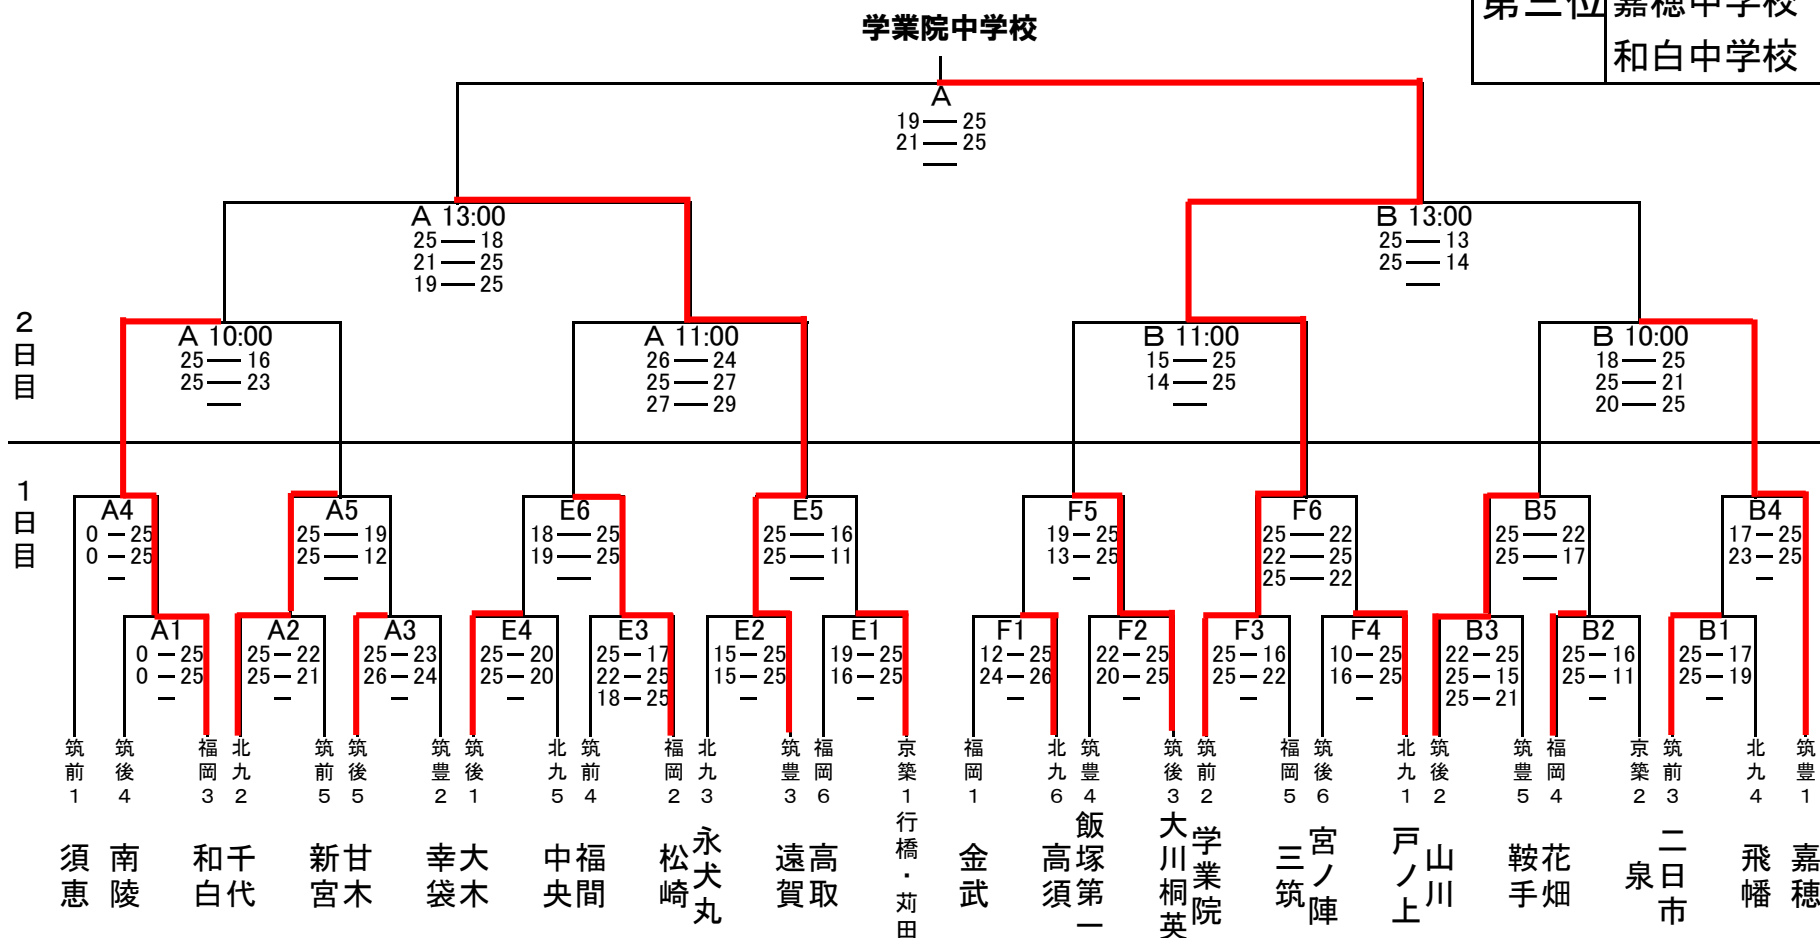 学業院中学校
第三位
嘉穂中学校
和白中学校
A
19 — 25
21 — 25
—
A 13:00
25 — 18
21 — 25
19 — 25
B 13:00
25 — 13
25 — 14
—
2日目
A 10:00
25 — 16
25 — 23
—
A 11:00
26 — 24
25 — 27
27 — 29
B 11:00
15 — 25
14 — 25
—
B 10:00
18 — 25
25 — 21
20 — 25
1日目
A4
0 — 25
0 — 25
—
A5
25 — 19
25 — 12
—
E6
18 — 25
19 — 25
—
E5
25 — 16
25 — 11
—
F5
19 — 25
13 — 25
—
F6
25 — 22
22 — 25
25 — 22
B5
25 — 22
25 — 17
—
B4
17 — 25
23 — 25
—
A1
0 — 25
0 — 25
—
A2
25 — 22
25 — 21
—
A3
25 — 23
26 — 24
—
E4
25 — 20
25 — 20
—
E3
25 — 17
22 — 25
18 — 25
E2
15 — 25
15 — 25
—
E1
19 — 25
16 — 25
—
F1
12 — 25
24 — 26
—
F2
22 — 25
20 — 25
—
F3
25 — 16
25 — 22
—
F4
10 — 25
16 — 25
—
B3
22 — 25
25 — 15
25 — 21
B2
25 — 16
25 — 11
—
B1
25 — 17
25 — 19
—
筑前1
筑後4
福岡3
北九2
筑前5
筑後5
筑豊2
筑後1
北九5
筑前4
福岡2
北九3
筑豊3
福岡6
京築1
福岡1
北九6
筑豊4
筑後3
筑前2
福岡5
筑後6
北九1
筑後2
筑豊5
福岡4
京築2
筑前3
北九4
筑豊1
須恵
南陵
和白
千代
新宮
甘木
幸袋
大木
中央
福間
松崎
永犬丸
遠賀
高取
行橋・苅田
金武
高須
飯塚第一
大川桐英
学業院
三筑
宮ノ陣
戸ノ上
山川
鞍手
花畑
泉
二日市
飛幡
嘉穂